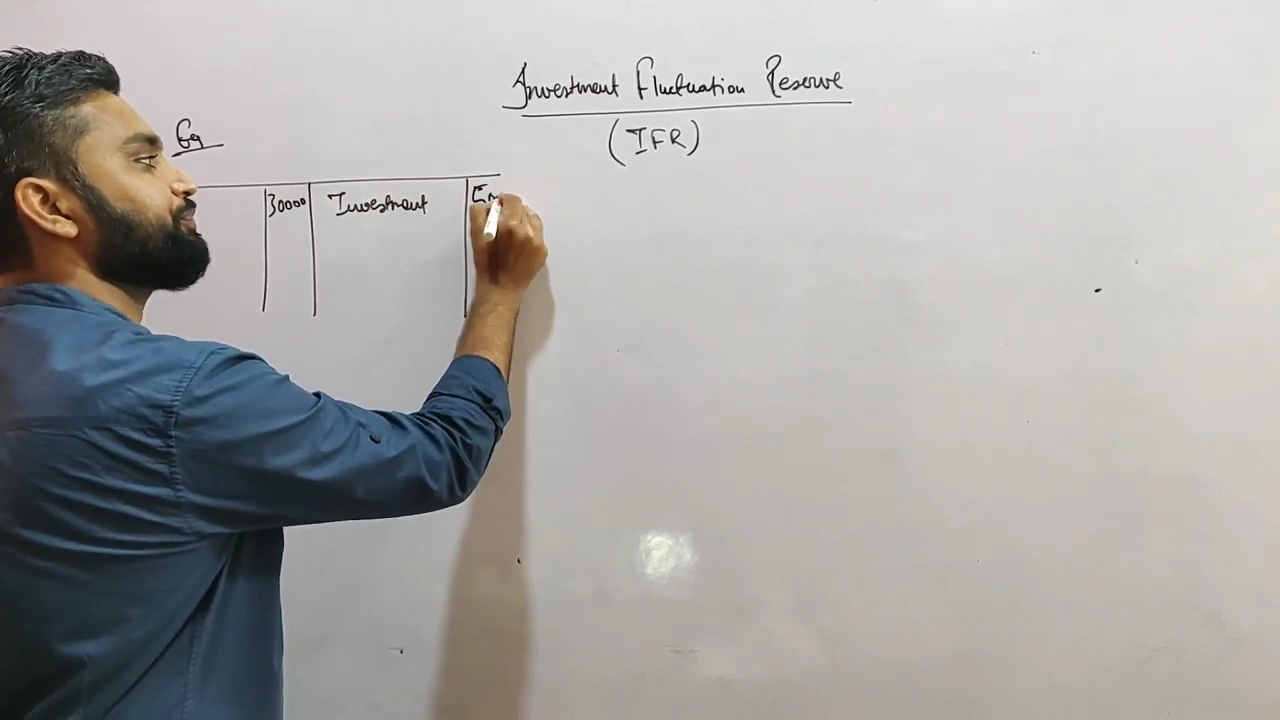 Investment Fluctuation Reserve
(IFR)
Eg
30000 Investment